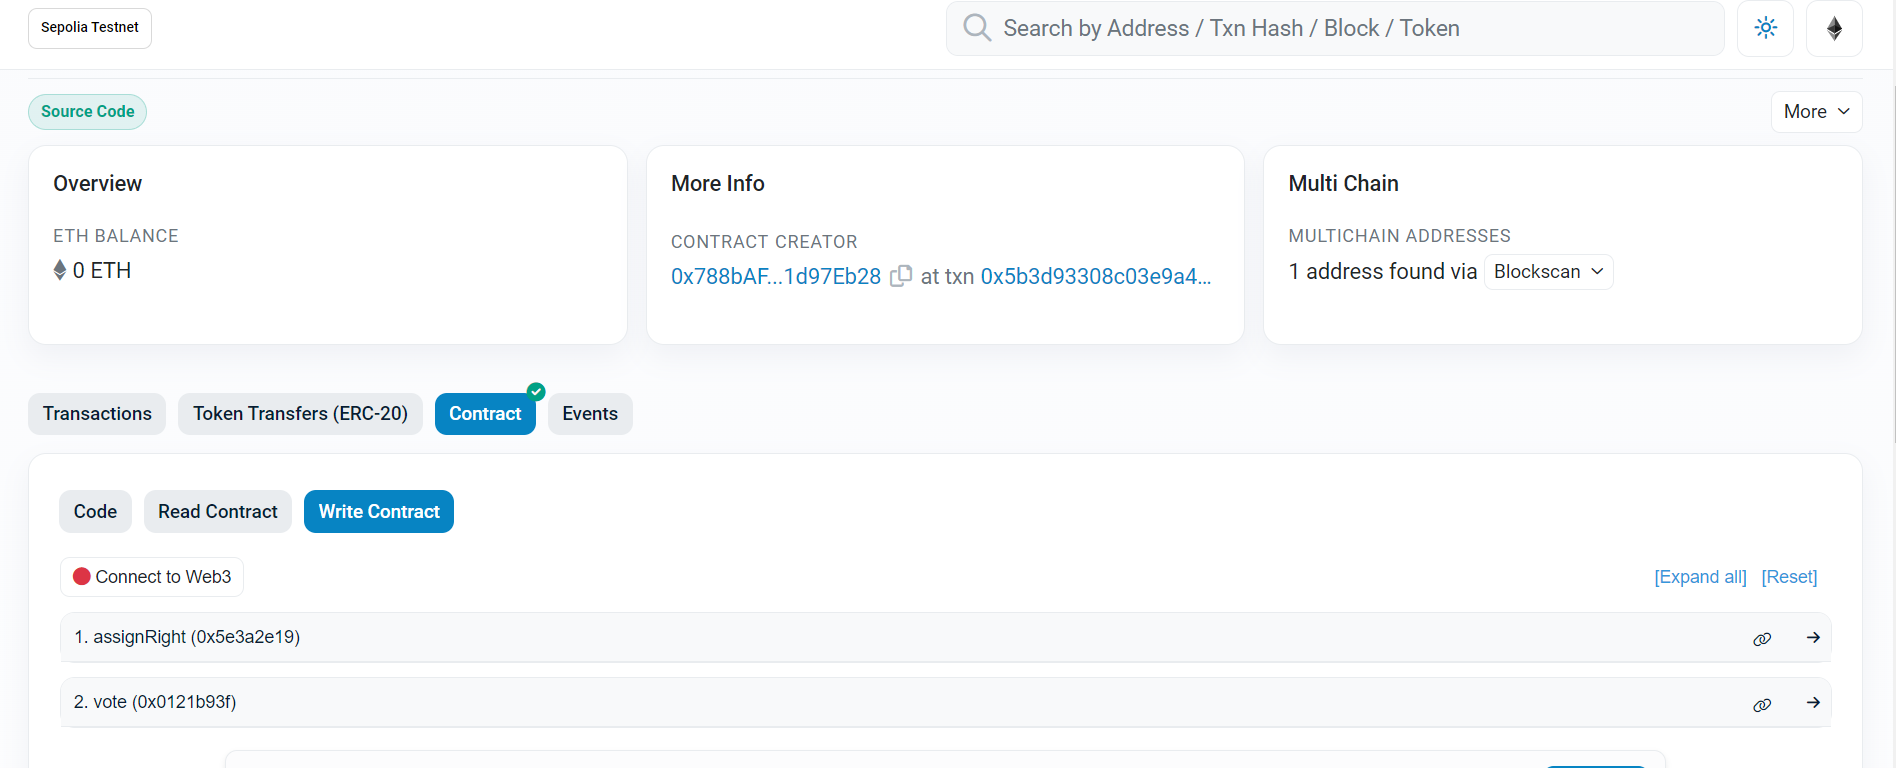 Sepolia Testnet
Search by Address / Txn Hash / Block / Token
Source Code
More
Overview
ETH BALANCE
0 ETH
More Info
CONTRACT CREATOR
0x788bAF...1d97Eb28 at txn 0x5b3d93308c03e9a4...
Multi Chain
MULTICHAIN ADDRESSES
1 address found via Blockscan
Transactions
Token Transfers (ERC-20)
Contract
Events
Code
Read Contract
Write Contract
Connect to Web3
[Expand all] [Reset]
1. assignRight (0x5e3a2e19)
2. vote (0x0121b93f)